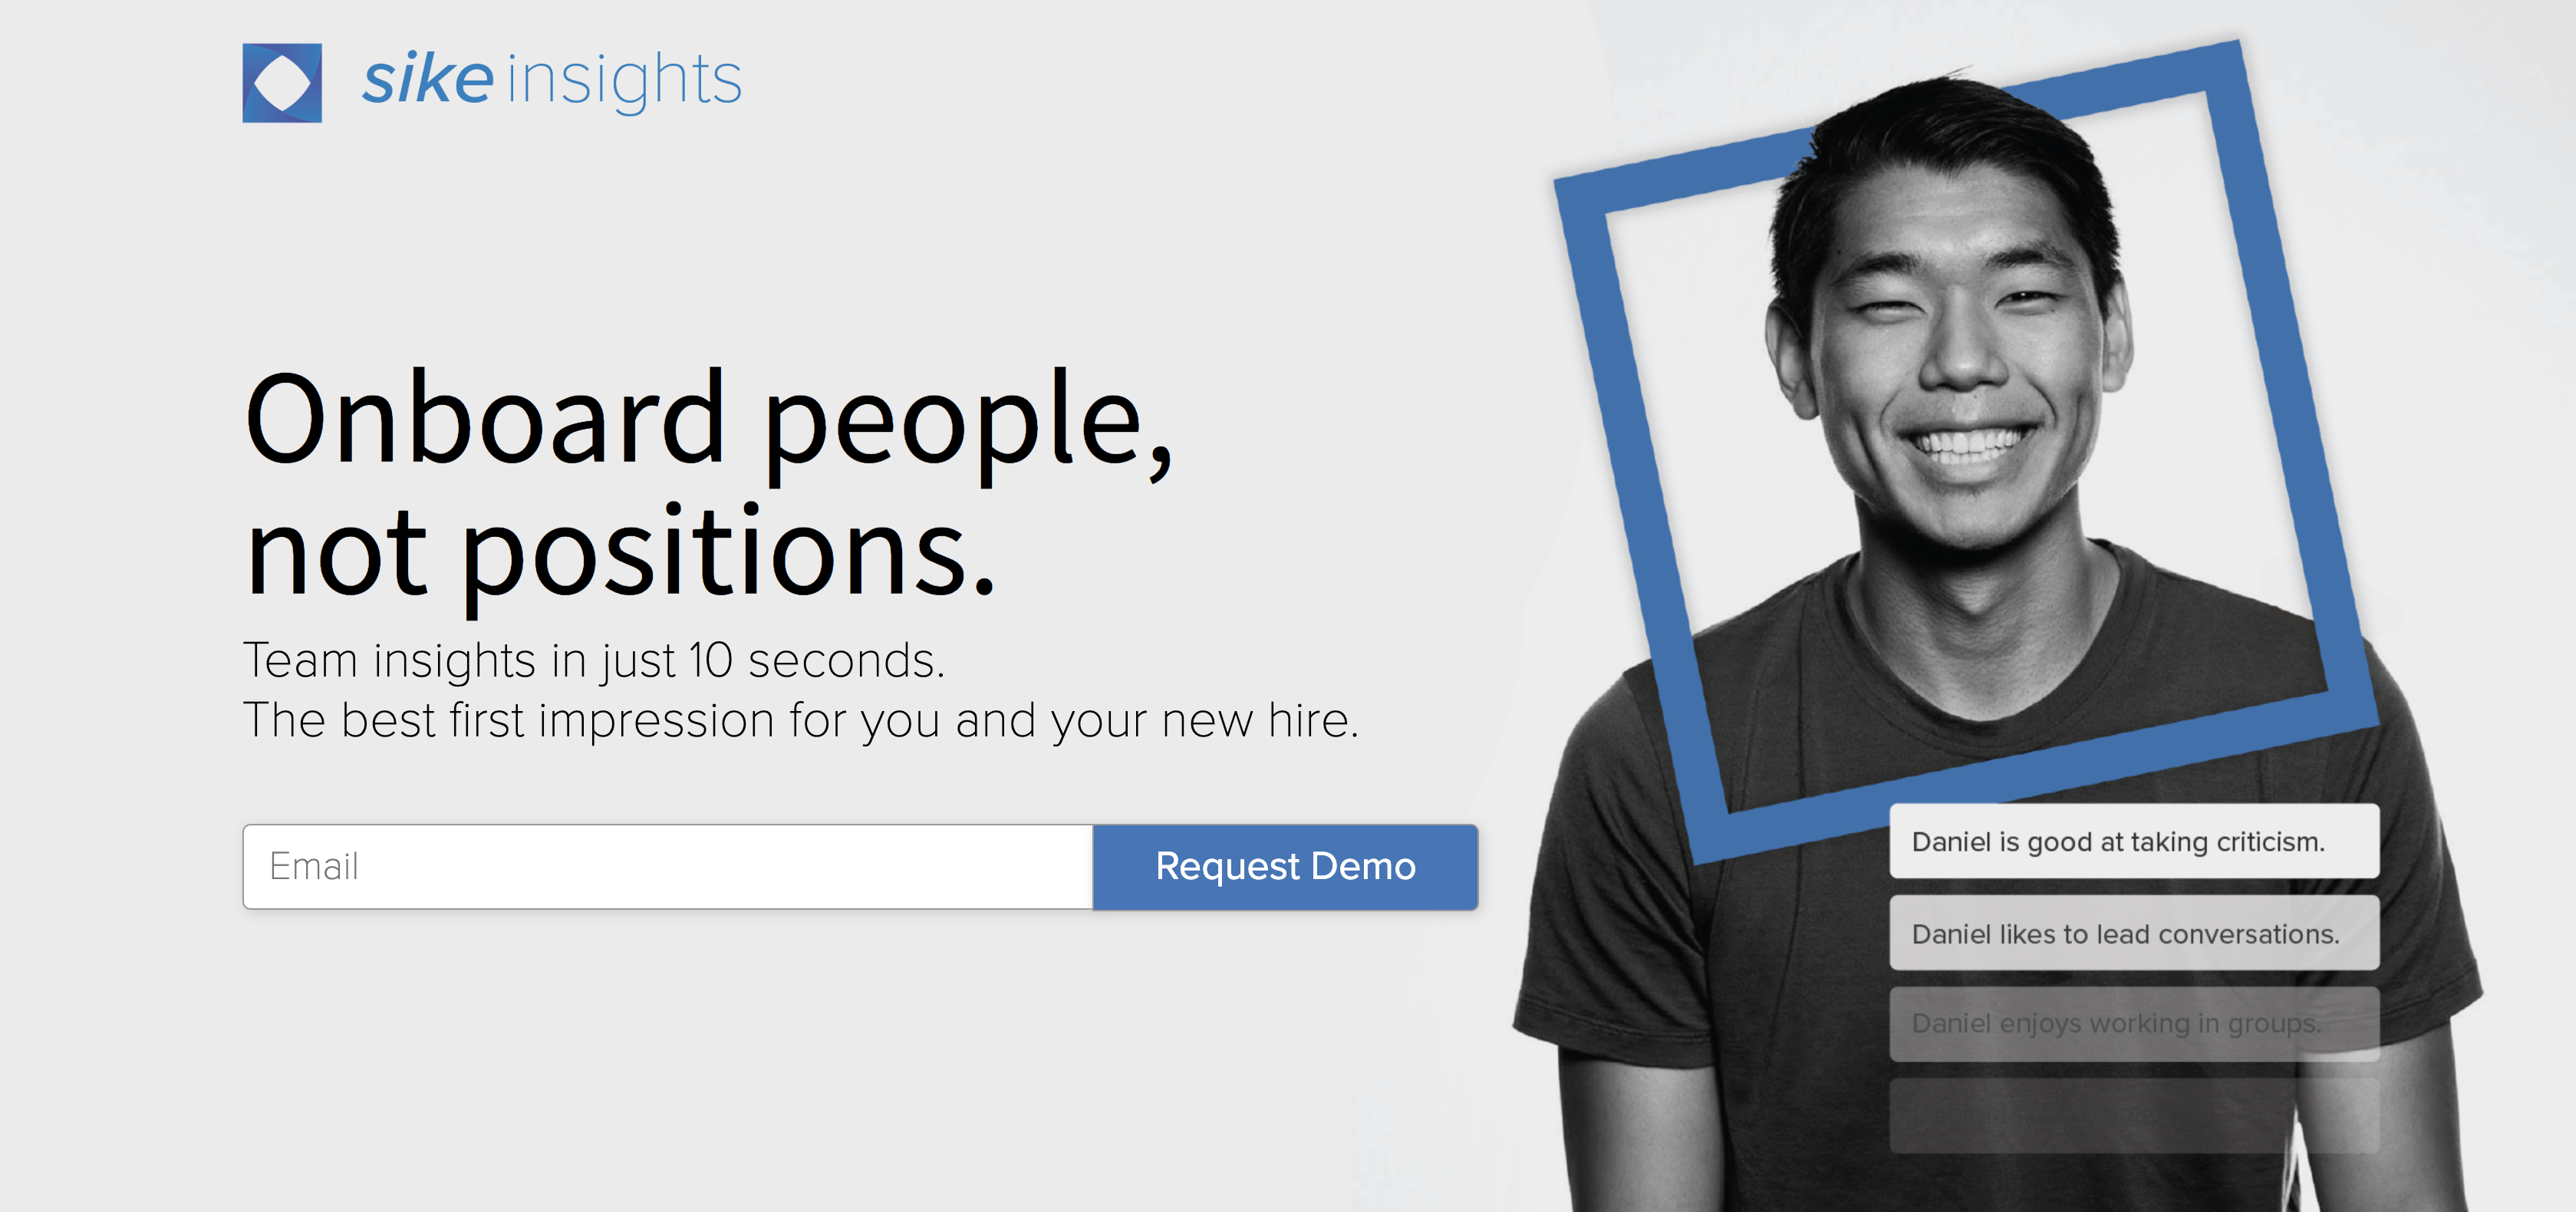 sike insights
Onboard people,
not positions.
Team insights in just 10 seconds.
The best first impression for you and your new hire.
Email
Request Demo
Daniel is good at taking criticism.
Daniel likes to lead conversations.
Daniel enjoys working in groups.